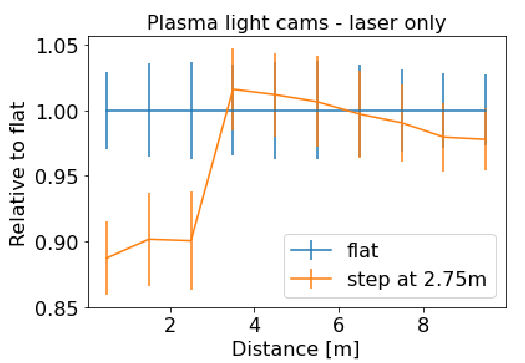 Plasma light cams - laser only
Relative to flat
1.05
1.00
0.95
0.90
0.85
flat
step at 2.75m
2 4 6 8
Distance [m]